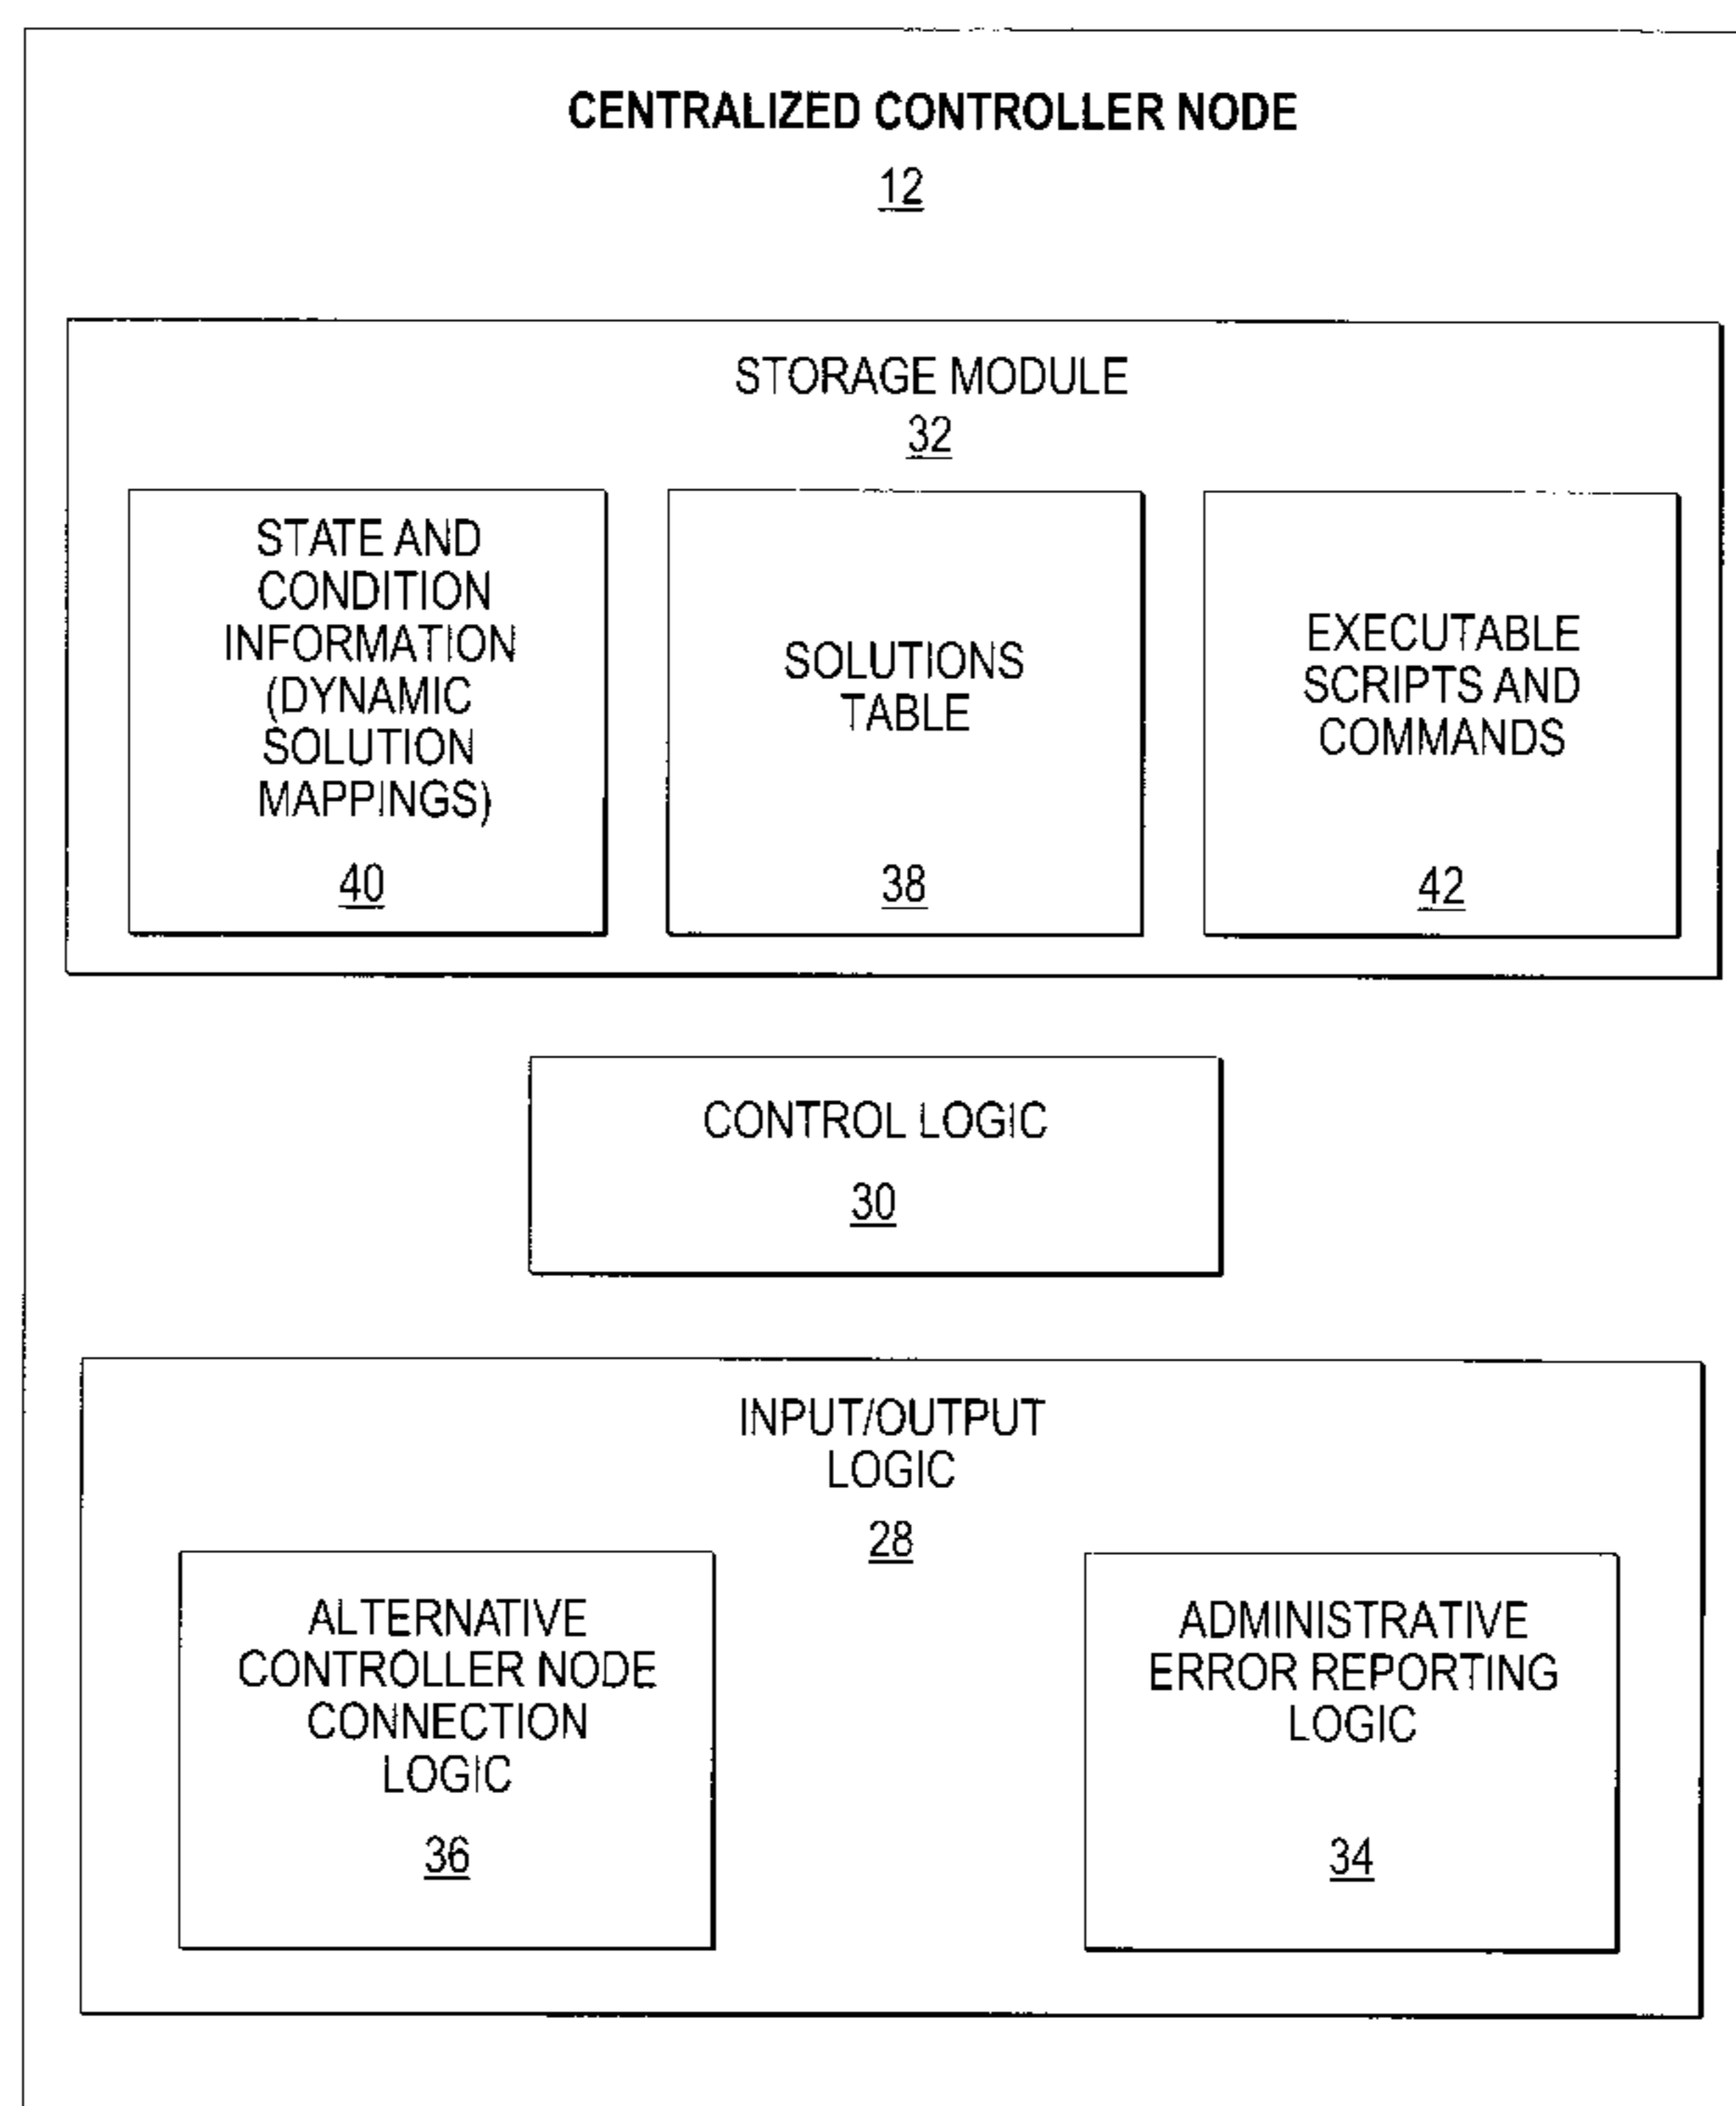 CENTRALIZED CONTROLLER NODE
12
STORAGE MODULE
32
STATE AND
CONDITION
INFORMATION
(DYNAMIC
SOLUTION
MAPPINGS)
40
SOLUTIONS
TABLE
38
EXECUTABLE
SCRIPTS AND
COMMANDS
42
CONTROL LOGIC
30
INPUT/OUTPUT
LOGIC
28
ALTERNATIVE
CONTROLLER NODE
CONNECTION
LOGIC
36
ADMINISTRATIVE
ERROR REPORTING
LOGIC
34